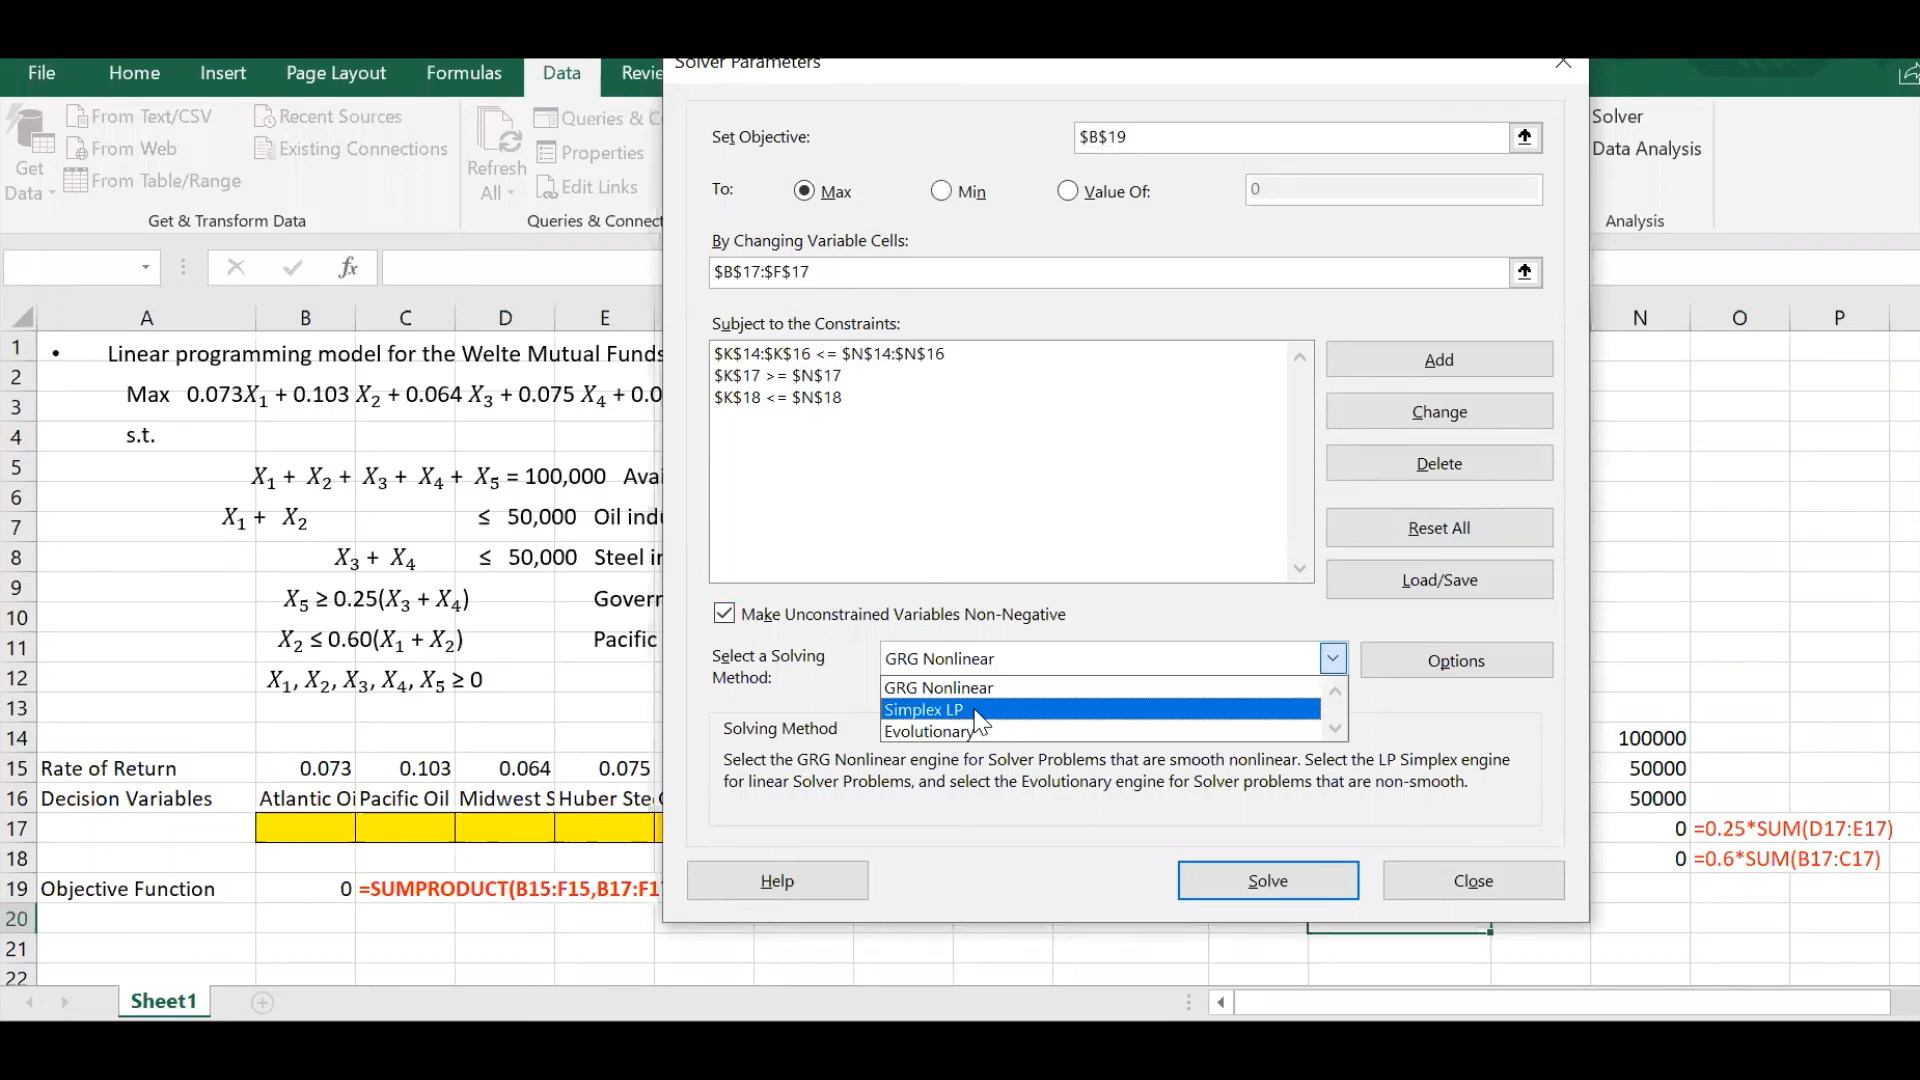 Solver Parameters
File Home Insert Page Layout Formulas Data
From Text/CSV
From Web
From Table/Range
Get
Data
Recent Sources
Existing Connections
Get & Transform Data
Refresh
All
Queries &
Properties
Edit Links
Queries &
Solver
Data Analysis
Analysis
fx
Set Objective:
$B$19
To:
Max
Min
Value Of:
0
By Changing Variable Cells:
$B$17:$F$17
Subject to the Constraints:
$K$14:$K$16 <= $N$14:$N$16
$K$17 >= $N$17
$K$18 <= $N$18
Add
Change
Delete
Reset All
Load/Save
Make Unconstrained Variables Non-Negative
Select a Solving
Method:
GRG Nonlinear
GRG Nonlinear
Simplex LP
Evolutionary
Options
Solving Method
Select the GRG Nonlinear engine for Solver Problems that are smooth nonlinear. Select the LP Simplex engine
for linear Solver Problems, and select the Evolutionary engine for Solver problems that are non-smooth.
Help
Solve
Close
A B C D E N O P
1
2
3
4
5
6
7
8
9
10
11
12
13
14
15
16
17
18
19
20
21
22
• Linear programming model for the Welte Mutual Funds
Max 0.073X₁ + 0.103 X₂ + 0.064 X₃ + 0.075 X₄ + 0.0
s.t.
X₁ + X₂ + X₃ + X₄ + X₅ = 100,000
X₁ + X₂ ≤ 50,000 Oil
X₃ + X₄ ≤ 50,000 Steel
X₅ ≥ 0.25(X₃ + X₄)
X₂ ≤ 0.60(X₁ + X₂) Pacific
X₁, X₂, X₃, X₄, X₅ ≥ 0
Rate of Return 0.073 0.103 0.064 0.075
Decision Variables Atlantic Oi Pacific Oil Midwest S Huber Ste
Objective Function 0 =SUMPRODUCT(B15:F15,B17:F1
100000
50000
50000
0 =0.25*SUM(D17:E17)
0 =0.6*SUM(B17:C17)
Sheet1